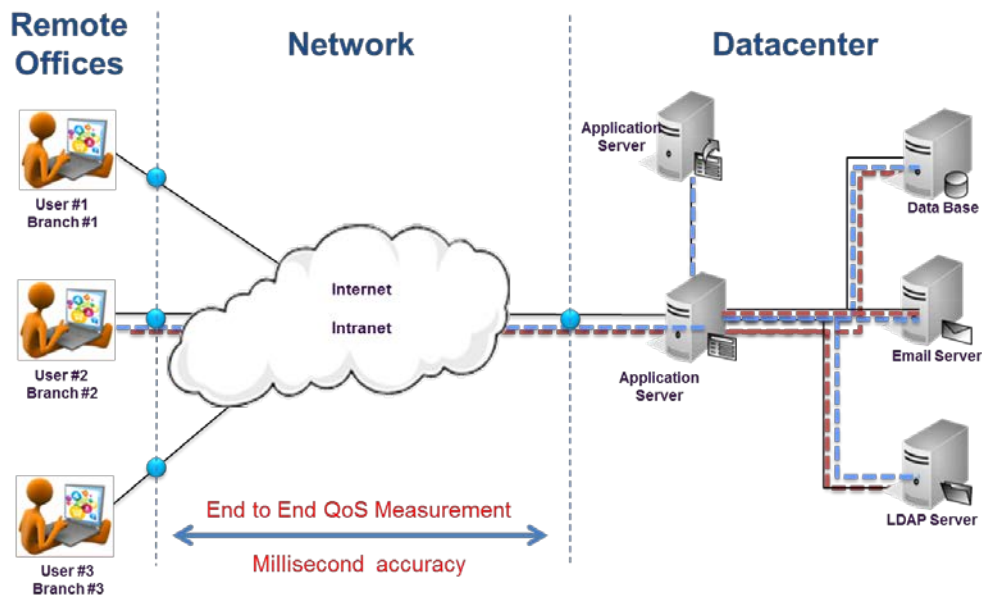 Remote
Offices
Network
Datacenter
User #1
Branch #1
User #2
Branch #2
User #3
Branch #3
Internet
Intranet
End to End QoS Measurement
Millisecond accuracy
Application
Server
Application
Server
Data Base
Email Server
LDAP Server